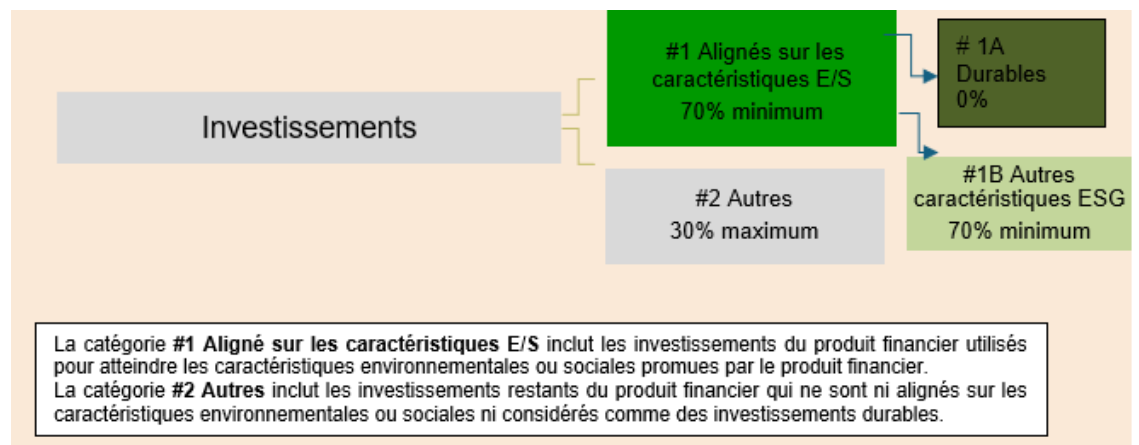 Investissements
#1 Alignés sur les
caractéristiques E/S
70% minimum
# 1A
Durables
0%
#2 Autres
30% maximum
#1B Autres
caractéristiques ESG
70% minimum
La catégorie #1 Aligné sur les caractéristiques E/S inclut les investissements du produit financier utilisés
pour atteindre les caractéristiques environnementales ou sociales promues par le produit financier.
La catégorie #2 Autres inclut les investissements restants du produit financier qui ne sont ni alignés sur les
caractéristiques environnementales ou sociales ni considérés comme des investissements durables.